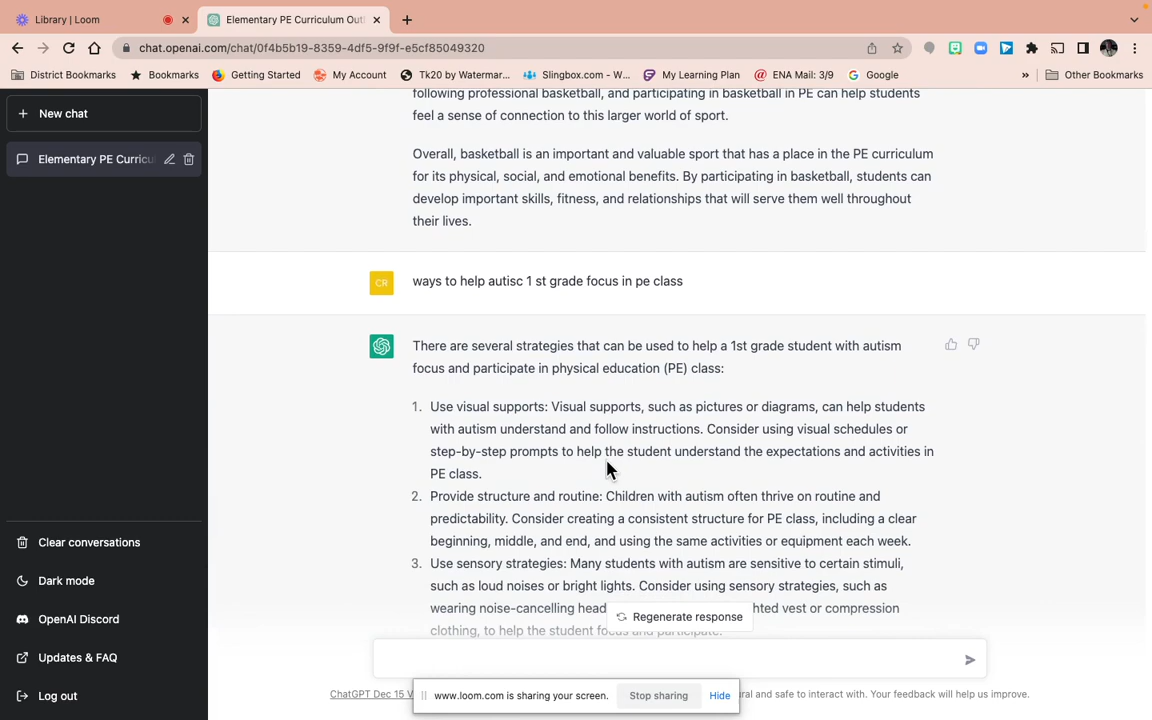 Library | Loom
Elementary PE Curriculum Outl
chat.openai.com/chat/0f4b5b19-8359-4df5-9f9f-e5cf85049320
District Bookmarks
Bookmarks
Getting Started
My Account
Tk20 by Watermar...
Slingbox.com - W...
My Learning Plan
ENA Mail: 3/9
Google
»
Other Bookmarks
New chat
Elementary PE Curricu
Clear conversations
Dark mode
OpenAI Discord
Updates & FAQ
Log out
following professional basketball, and participating in basketball in PE can help students
feel a sense of connection to this larger world of sport.
Overall, basketball is an important and valuable sport that has a place in the PE curriculum
for its physical, social, and emotional benefits. By participating in basketball, students can
develop important skills, fitness, and relationships that will serve them well throughout
their lives.
CR
ways to help autisc 1 st grade focus in pe class
There are several strategies that can be used to help a 1st grade student with autism
focus and participate in physical education (PE) class:
1. Use visual supports: Visual supports, such as pictures or diagrams, can help students
with autism understand and follow instructions. Consider using visual schedules or
step-by-step prompts to help the student understand the expectations and activities in
PE class.
2. Provide structure and routine: Children with autism often thrive on routine and
predictability. Consider creating a consistent structure for PE class, including a clear
beginning, middle, and end, and using the same activities or equipment each week.
3. Use sensory strategies: Many students with autism are sensitive to certain stimuli,
such as loud noises or bright lights. Consider using sensory strategies, such as
wearing noise-cancelling head
hted vest or compression
clothing, to help the student focus and participate.
Regenerate response
ChatGPT Dec 15 V
ural and safe to interact with. Your feedback will help us improve.
www.loom.com is sharing your screen.
Stop sharing
Hide